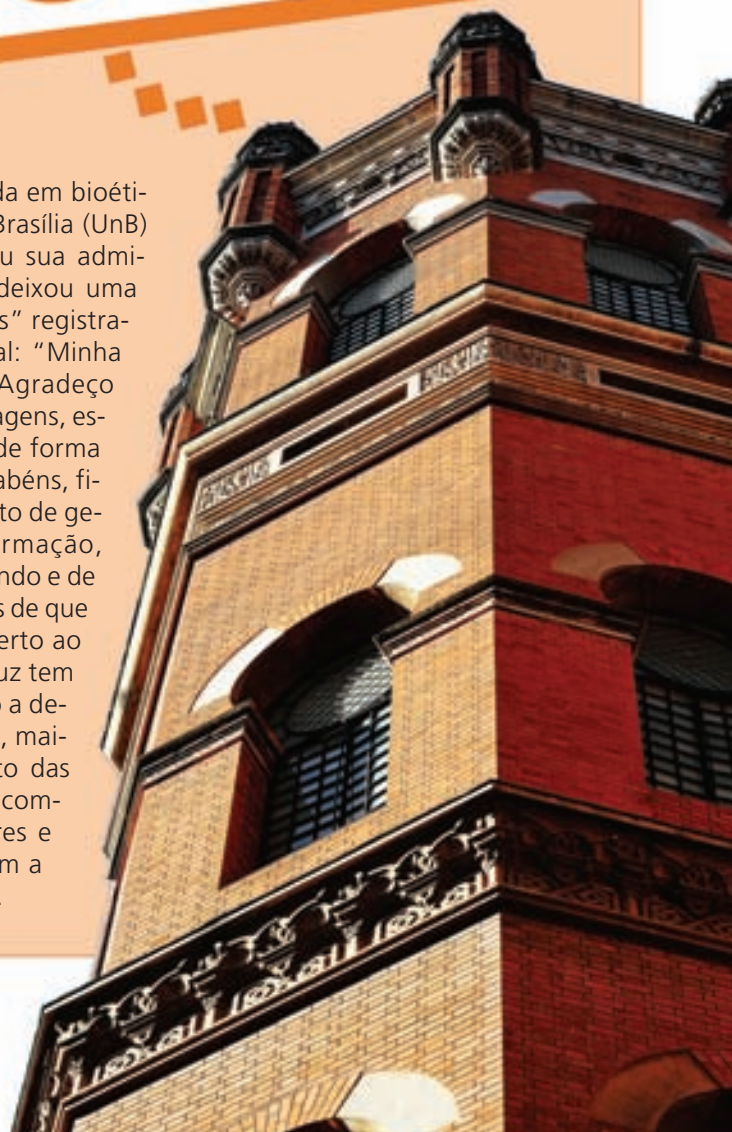 da em bioéti-
Brasília (UnB)
u sua admi-
deixou uma
s” registra-
al: “Minha
Agradeço
agens, es-
de forma
abéns, fi-
to de ge-
ormação,
ndo e de
s de que
erto ao
uz tem
o a de-
, mai-
to das
com-
res e
m a
.